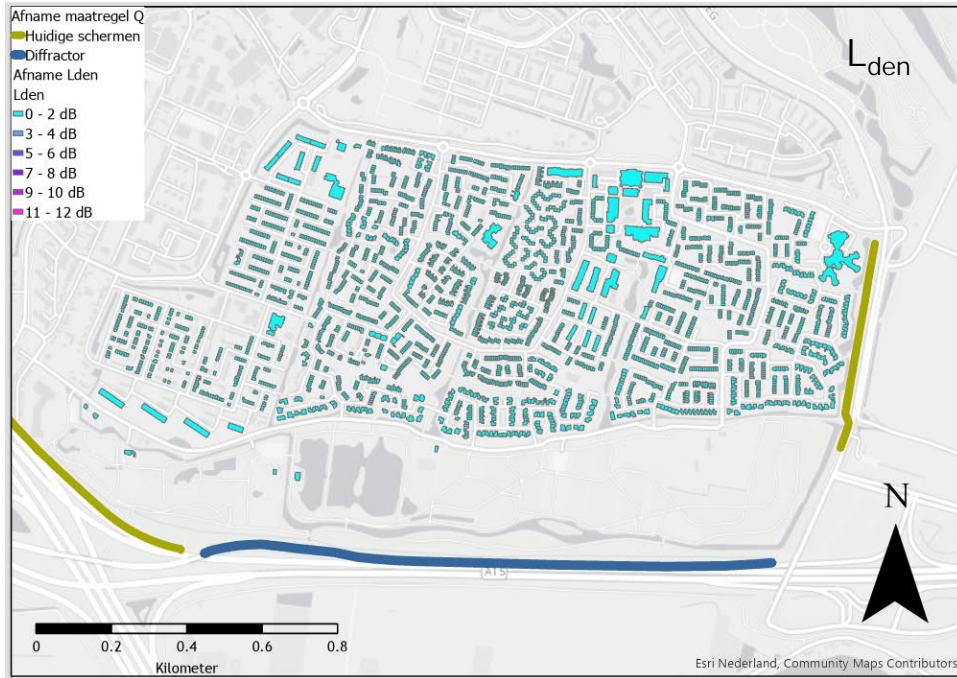 Afname maatregel Q
Huidige schermen
Diffractor
Afname Lden
Lden
0 - 2 dB
3 - 4 dB
5 - 6 dB
7 - 8 dB
9 - 10 dB
11 - 12 dB
Lden
N
A15
0 0.2 0.4 0.6 0.8
Kilometer
Esri Nederland, Community Maps Contributors